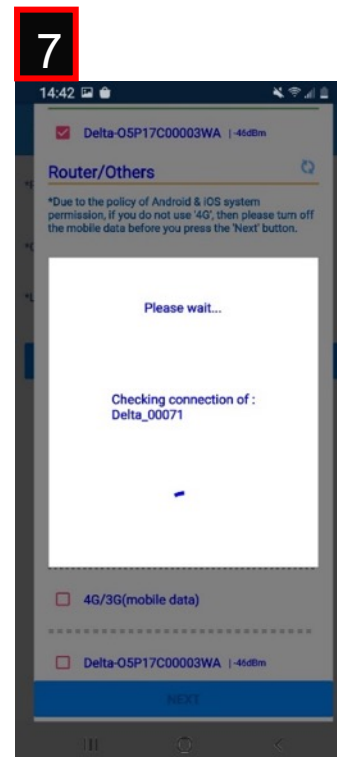 7
14:42
Delta-O5P17C00003WA | -46dBm
Router/Others
*Due to the policy of Android & iOS system
permission, if you do not use '4G', then please turn off
the mobile data before you press the 'Next' button.
Please wait...
Checking connection of :
Delta_00071
4G/3G(mobile data)
Delta-O5P17C00003WA | -46dBm
NEXT